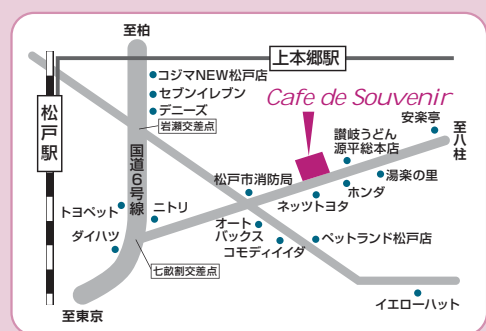 至柏
上本郷駅
コジマNEW松戸店
セブンイレブン
デニーズ
岩瀬交差点
Cafe de Souvenir
安楽亭
至八柱
讃岐うどん
源平総本店
松戸駅
国道6号線
湯楽の里
松戸市消防局
ホンダ
ネッツトヨタ
トヨペット
ニトリ
オート
バックス
ダイハツ
コモディイイダ
ペットランド松戸店
七畝割交差点
イエローハット
至東京